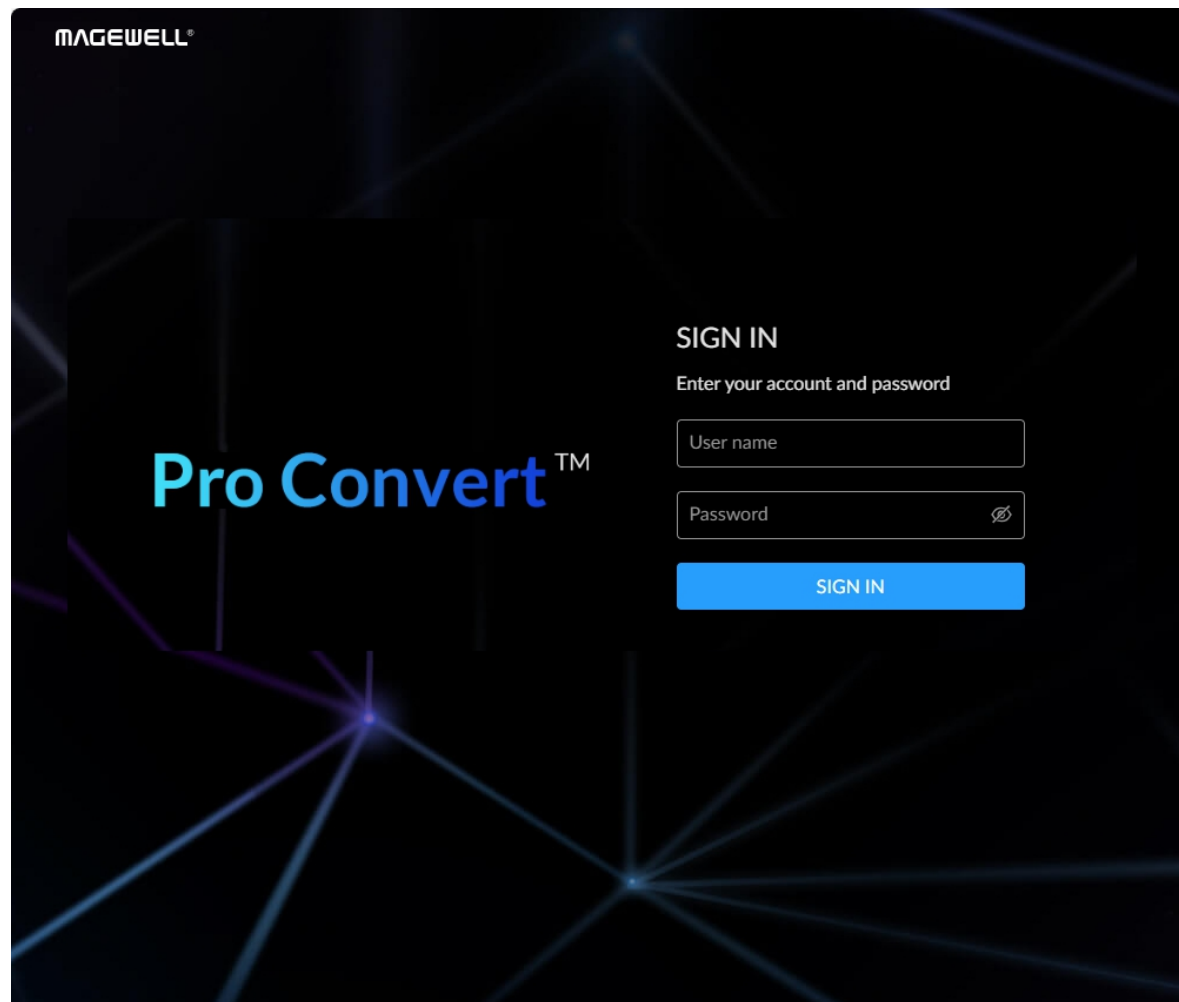 MAGEWELL®
Pro Convert™
SIGN IN
Enter your account and password
User name
Password
SIGN IN